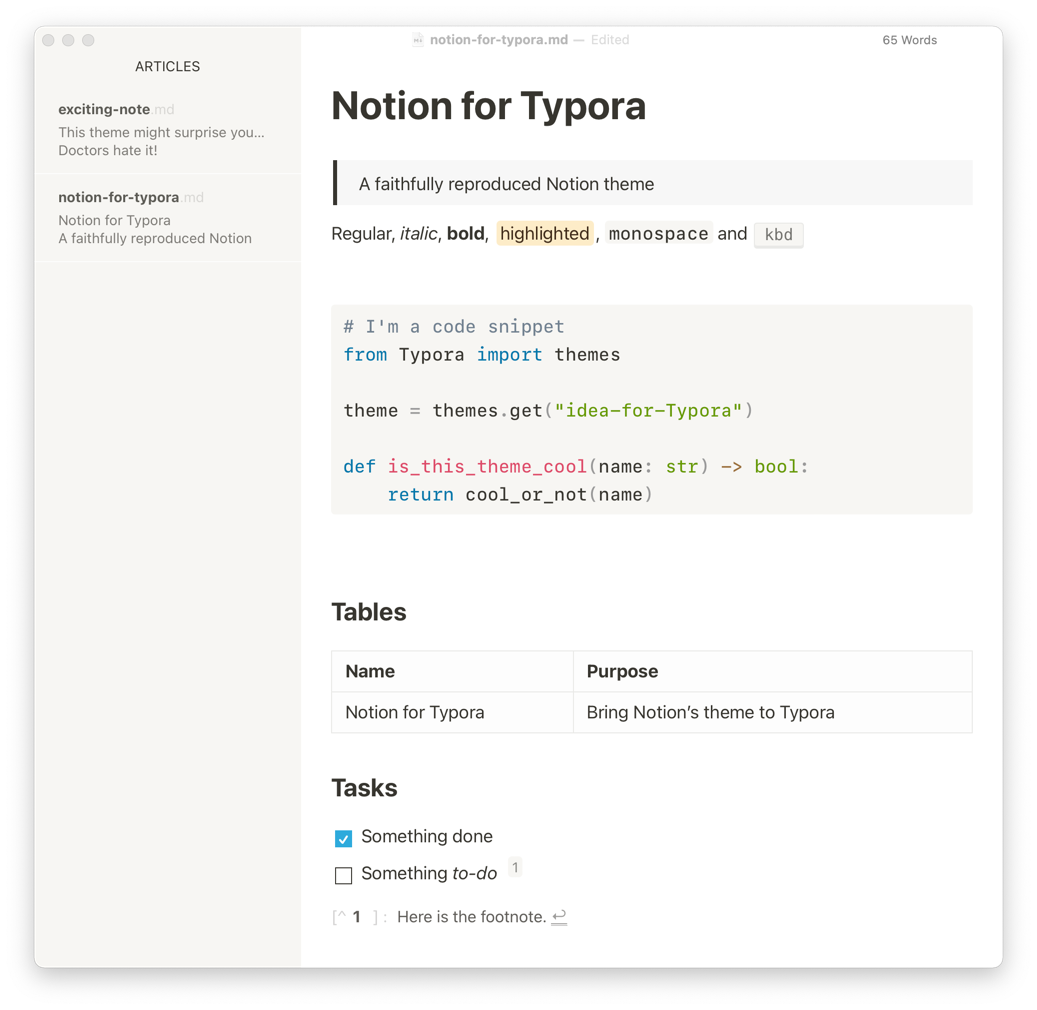 notion-for-typora.md — Edited
65 Words
ARTICLES
exciting-note.md
This theme might surprise you...
Doctors hate it!
notion-for-typora.md
Notion for Typora
A faithfully reproduced Notion
Notion for Typora
A faithfully reproduced Notion theme
Regular, italic, bold, highlighted , monospace and kbd
# I'm a code snippet
from Typora import themes
theme = themes.get("idea-for-Typora")
def is_this_theme_cool(name: str) -> bool:
    return cool_or_not(name)
Tables
Name Purpose
Notion for Typora Bring Notion’s theme to Typora
Tasks
Something done
Something to-do 1
[^ 1 ] : Here is the footnote. ↩